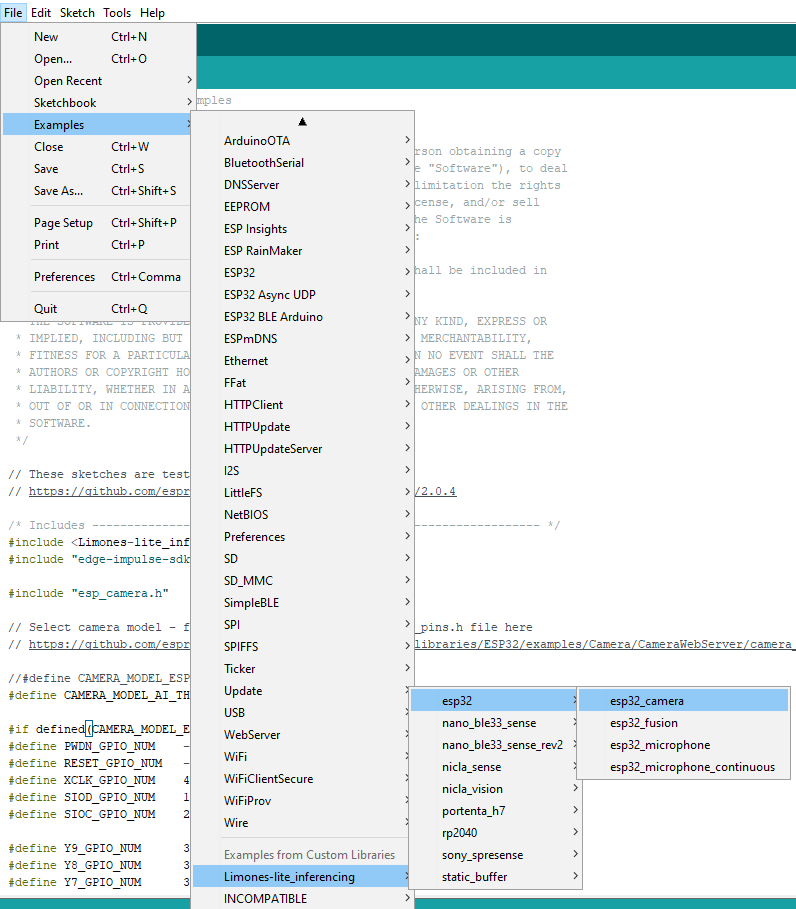 File Edit Sketch Tools Help
New Ctrl+N
Open... Ctrl+O
Open Recent
Sketchbook
Examples
Close Ctrl+W
Save Ctrl+S
Save As... Ctrl+Shift+S
Page Setup Ctrl+Shift+P
Print Ctrl+P
Preferences Ctrl+Comma
Quit Ctrl+Q
ArduinoOTA
BluetoothSerial
DNSServer
EEPROM
ESP Insights
ESP RainMaker
ESP32
ESP32 Async UDP
ESP32 BLE Arduino
ESPmDNS
Ethernet
FFat
HTTPClient
HTTPUpdate
HTTPUpdateServer
I2S
LittleFS
NetBIOS
Preferences
SD
SD_MMC
SimpleBLE
SPI
SPIFFS
Ticker
Update
USB
WebServer
WiFi
WiFiClientSecure
WiFiProv
Wire
Examples from Custom Libraries
Limones-lite_inferencing
INCOMPATIBLE
esp32
nano_ble33_sense
nano_ble33_sense_rev2
nicla_sense
nicla_vision
portenta_h7
rp2040
sony_spresense
static_buffer
esp32_camera
esp32_fusion
esp32_microphone
esp32_microphone_continuous
mples
rson obtaining a copy
e "Software"), to deal
limitation the rights
cense, and/or sell
he Software is
:
hall be included in
THE SOFTWARE IS PROVIDE NY KIND, EXPRESS OR
* IMPLIED, INCLUDING BUT MERCHANTABILITY,
* FITNESS FOR A PARTICULA N NO EVENT SHALL THE
* AUTHORS OR COPYRIGHT HO AMAGES OR OTHER
* LIABILITY, WHETHER IN A HERWISE, ARISING FROM,
* OUT OF OR IN CONNECTION OTHER DEALINGS IN THE
* SOFTWARE.
*/
// These sketches are test
// https://github.com/espr /2.0.4
/* Includes -------------- ------------------ */
#include <Limones-lite_inf
#include "edge-impulse-sdk
#include "esp_camera.h"
// Select camera model - f _pins.h file here
// https://github.com/espr libraries/ESP32/examples/Camera/CameraWebServer/camera_
//#define CAMERA_MODEL_ESP
#define CAMERA_MODEL_AI_TH
#if defined(CAMERA_MODEL_E
#define PWDN_GPIO_NUM -
#define RESET_GPIO_NUM -
#define XCLK_GPIO_NUM 4
#define SIOD_GPIO_NUM 1
#define SIOC_GPIO_NUM 2
#define Y9_GPIO_NUM 3
#define Y8_GPIO_NUM 3
#define Y7_GPIO_NUM 3